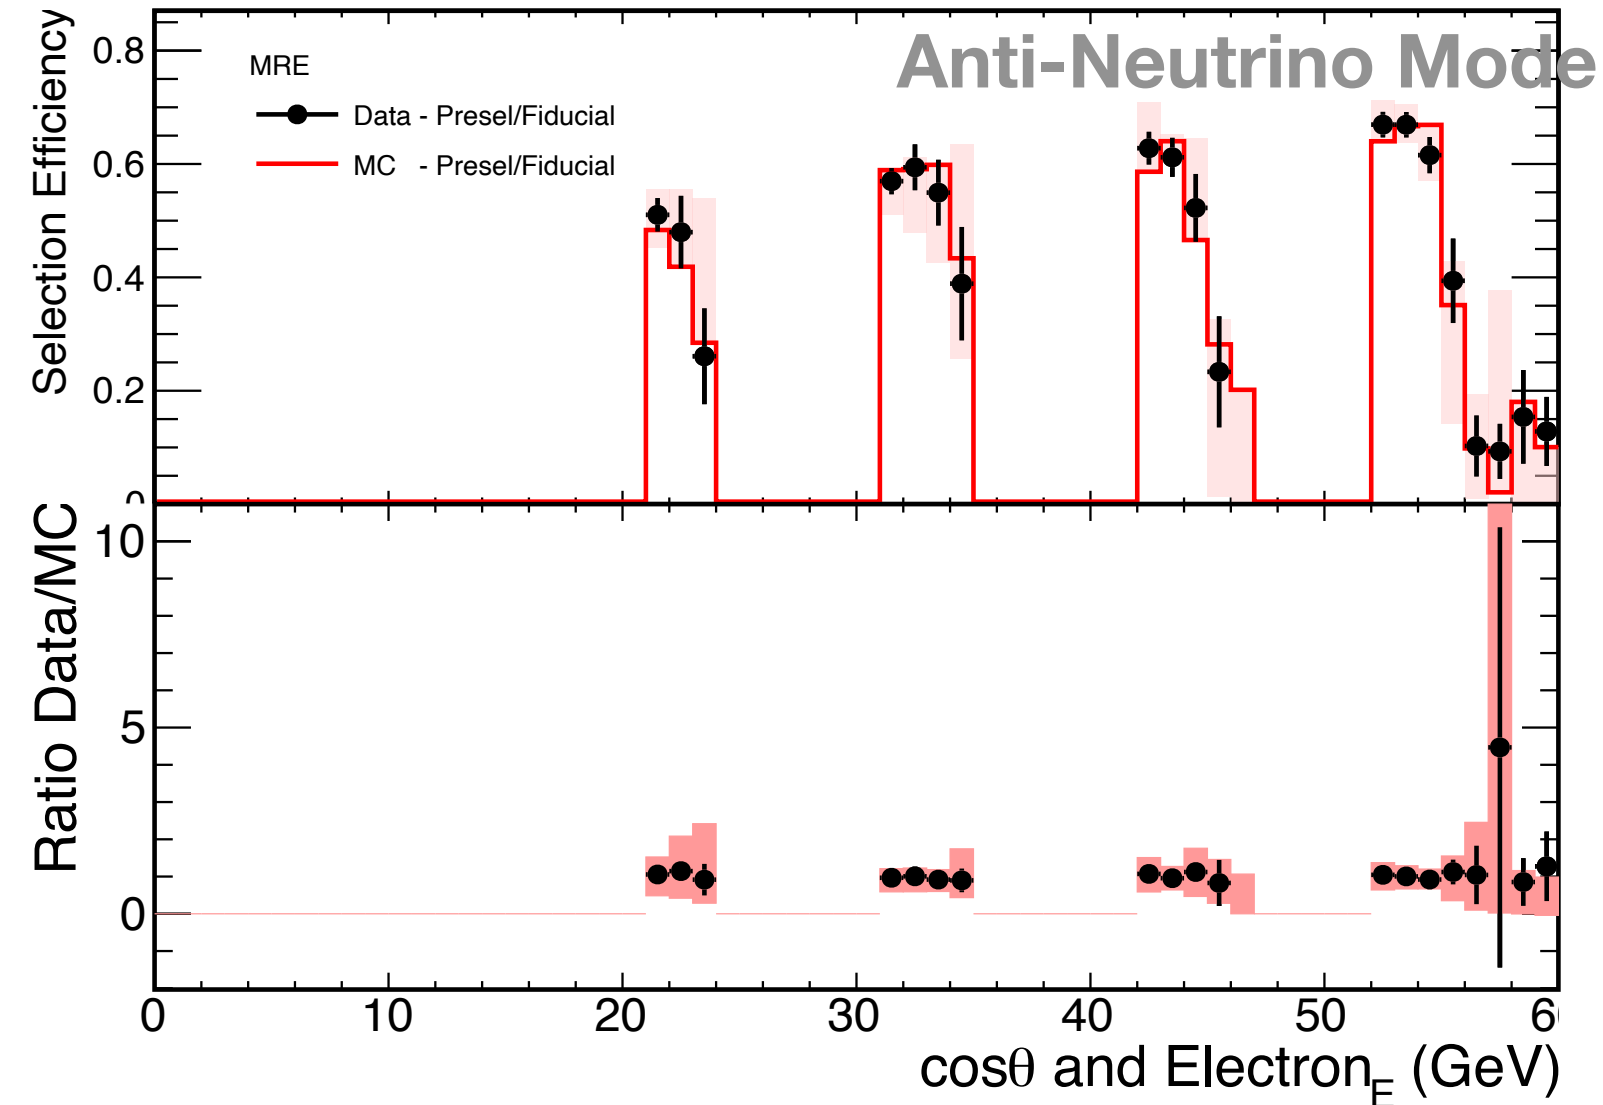 Anti-Neutrino Mode
MRE
Data - Presel/Fiducial
MC - Presel/Fiducial
Selection Efficiency
0.8
0.6
0.4
0.2
0
Ratio Data/MC
10
5
0
0 10 20 30 40 50 60
cosθ and Electron_E (GeV)